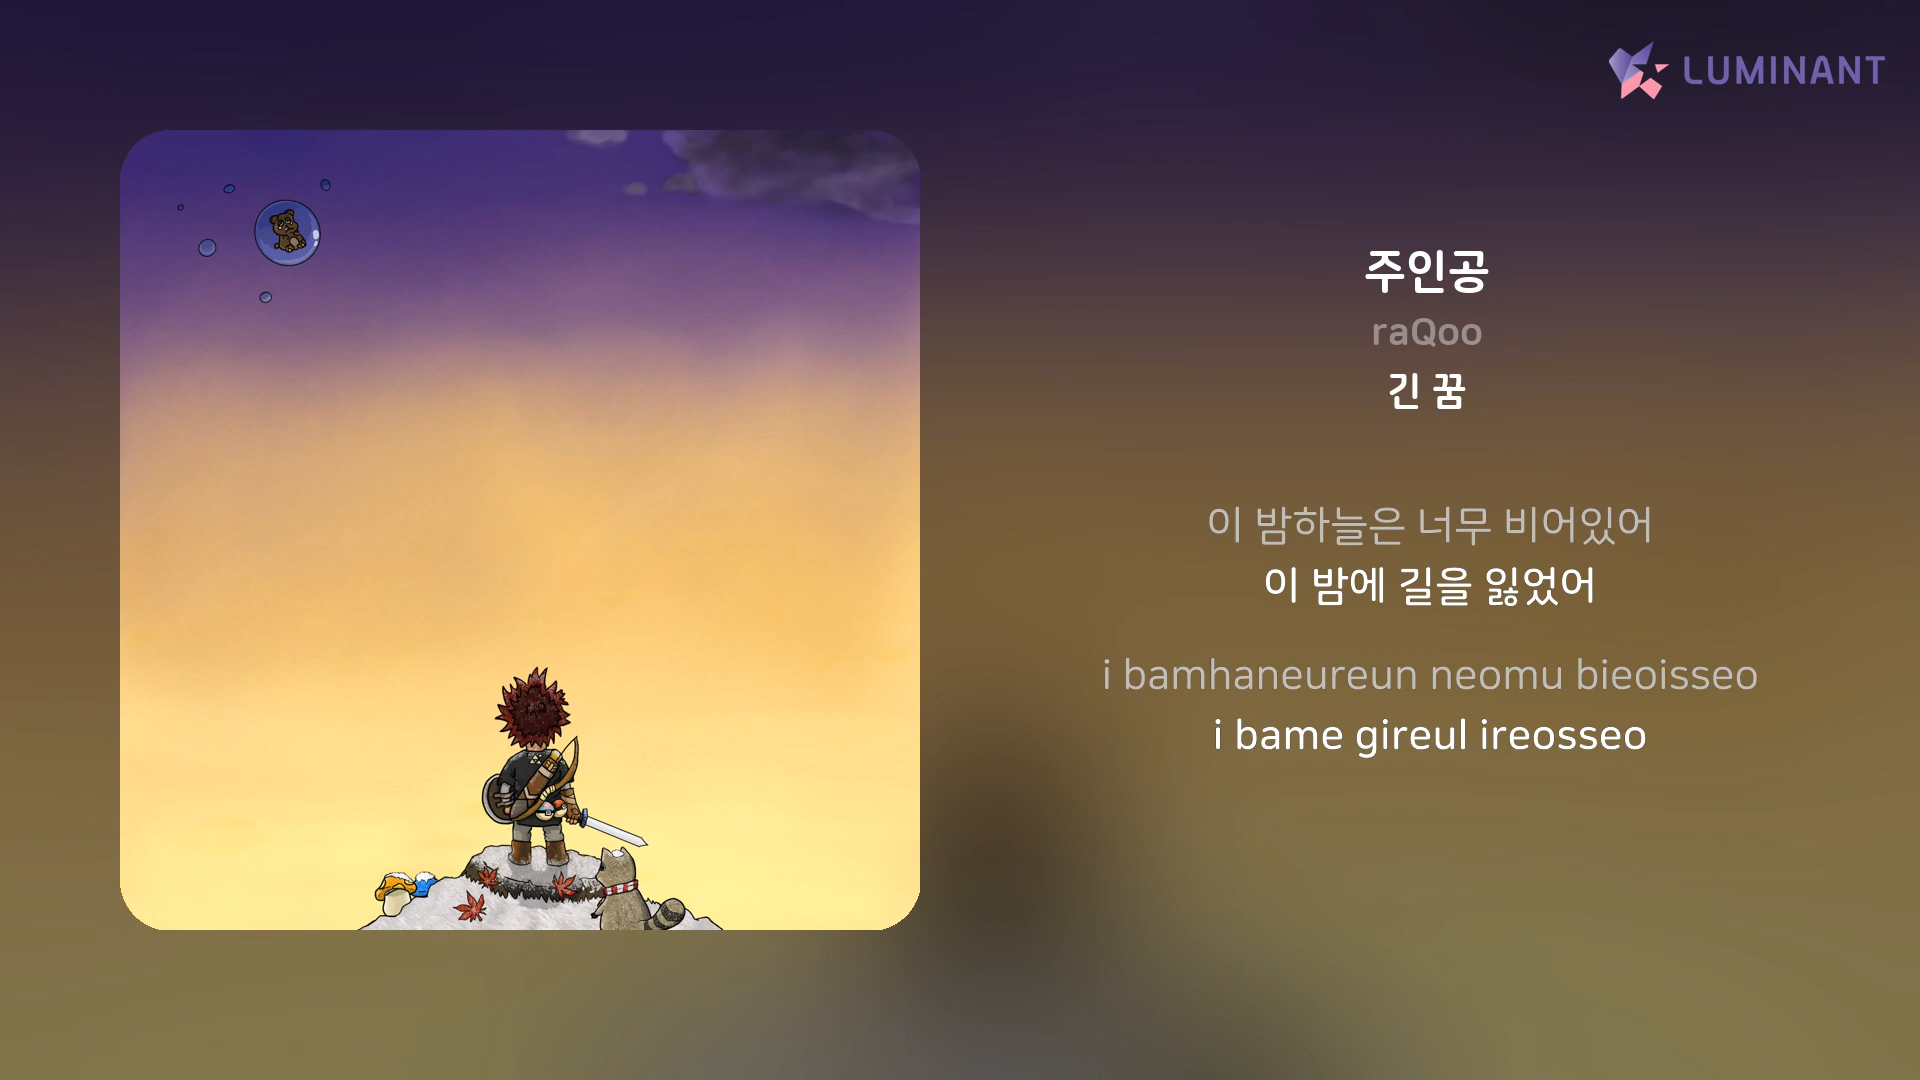 LUMINANT
주인공
raQoo
긴 꿈
이 밤하늘은 너무 비어있어
이 밤에 길을 잃었어
i bamhaneureun neomu bieoisseo
i bame gireul ireosseo